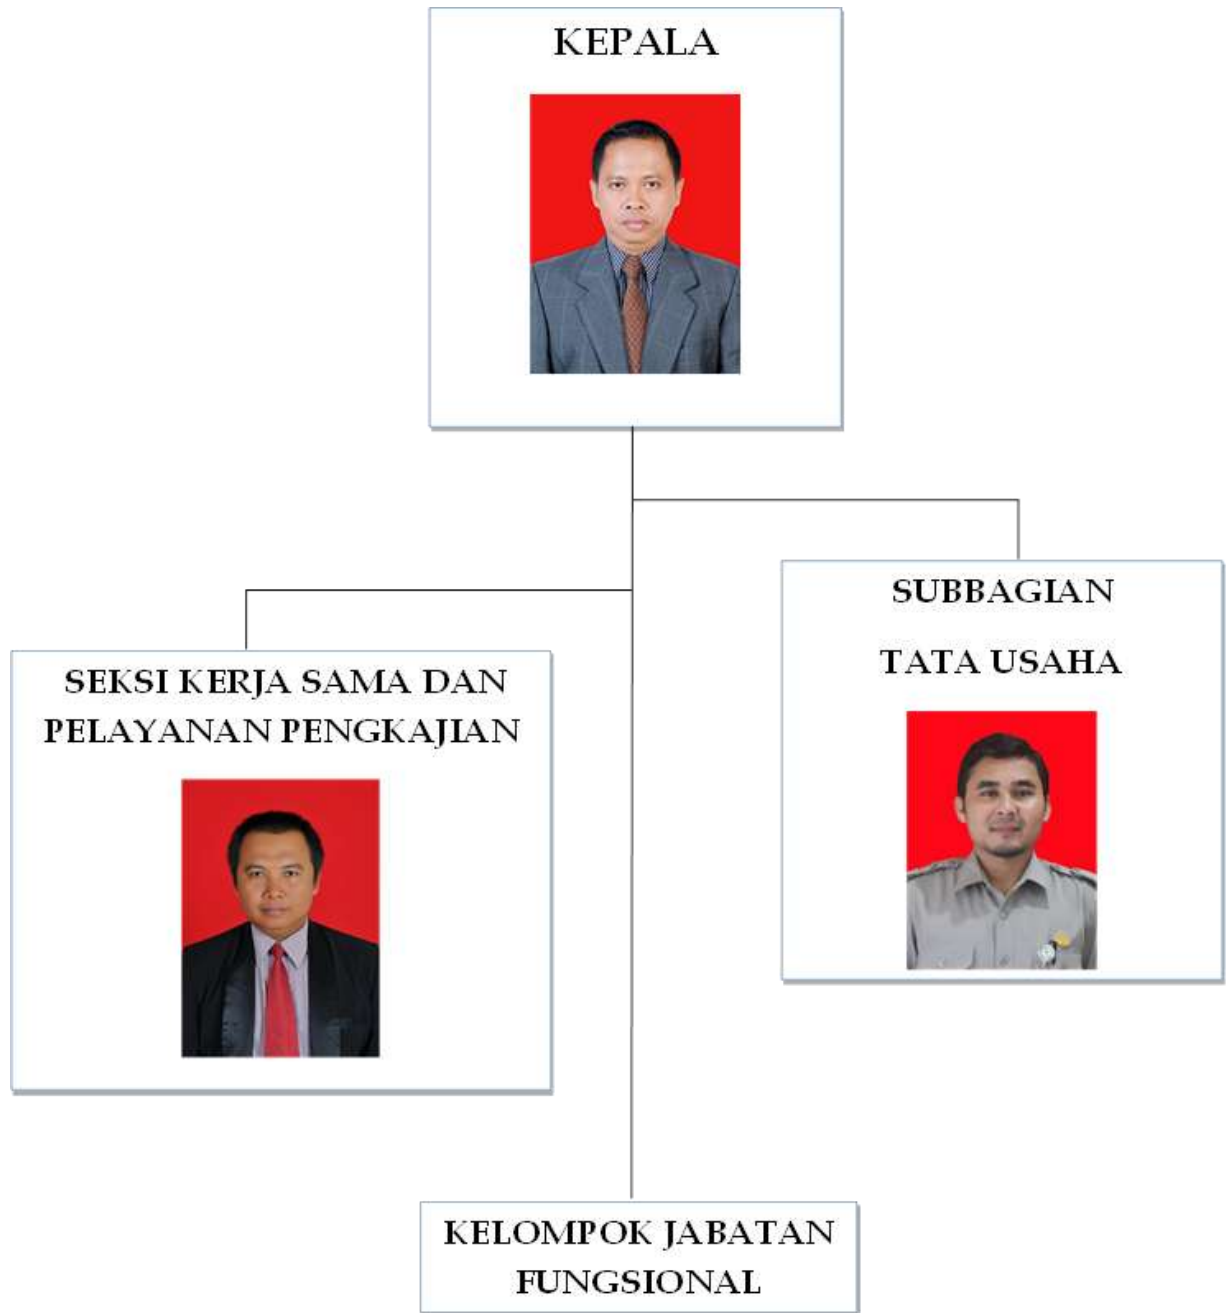 KEPALA
SUBBAGIAN
TATA USAHA
SEKSI KERJA SAMA DAN
PELAYANAN PENGKAJIAN
KELOMPOK JABATAN
FUNGSIONAL